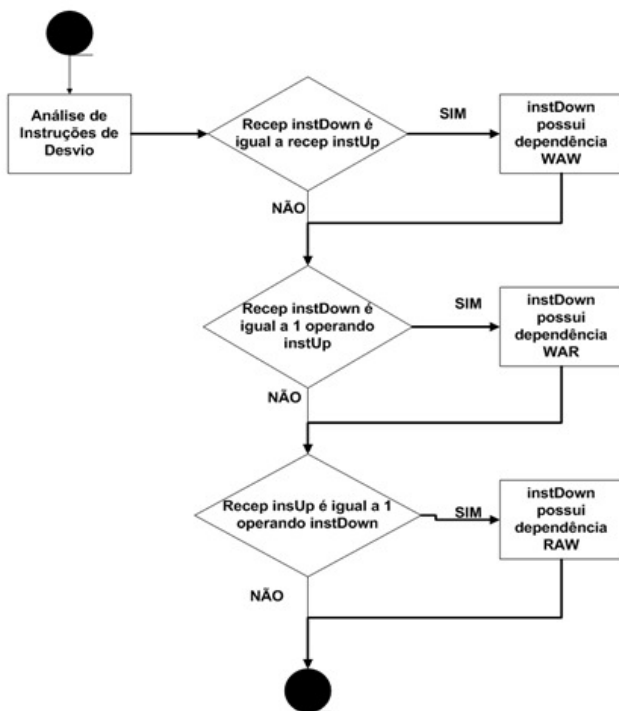 Análise de
Instruções de
Desvio
Recep instDown é
igual a recep instUp
SIM
instDown
possui
dependência
WAW
NÃO
Recep instDown é
igual a 1 operando
instUp
SIM
instDown
possui
dependência
WAR
NÃO
Recep insUp é igual a 1
operando instDown
SIM
instDown
possui
dependência
RAW
NÃO